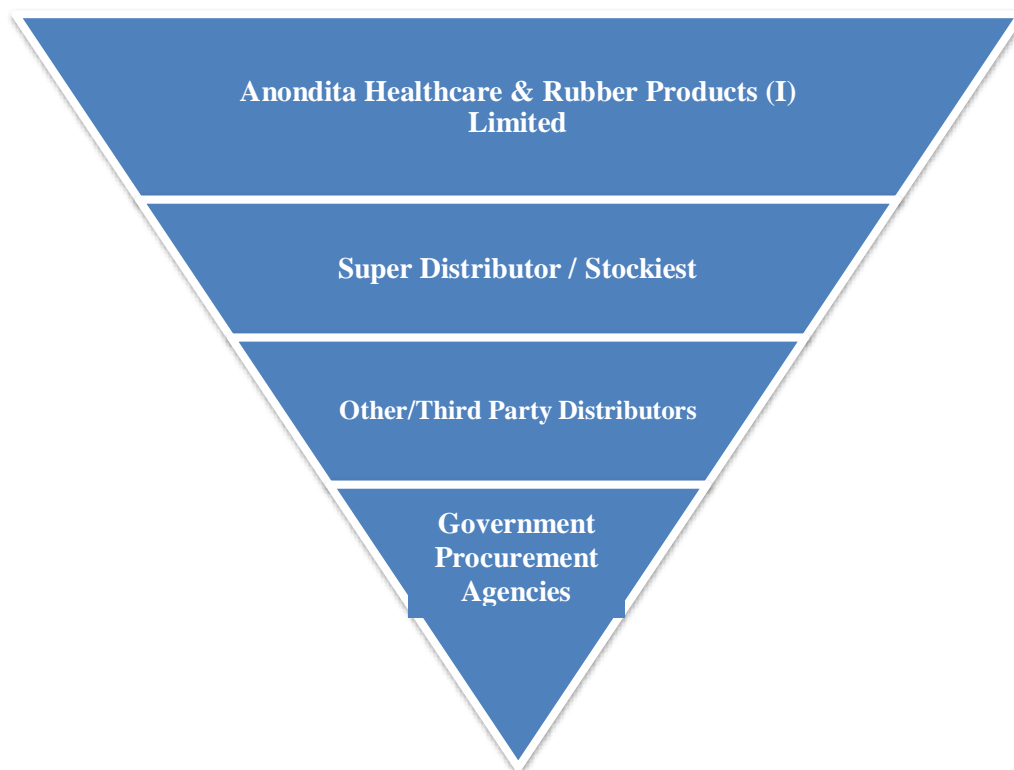 Anondita Healthcare & Rubber Products (I)
Limited
Super Distributor / Stockiest
Other/Third Party Distributors
Government
Procurement
Agencies